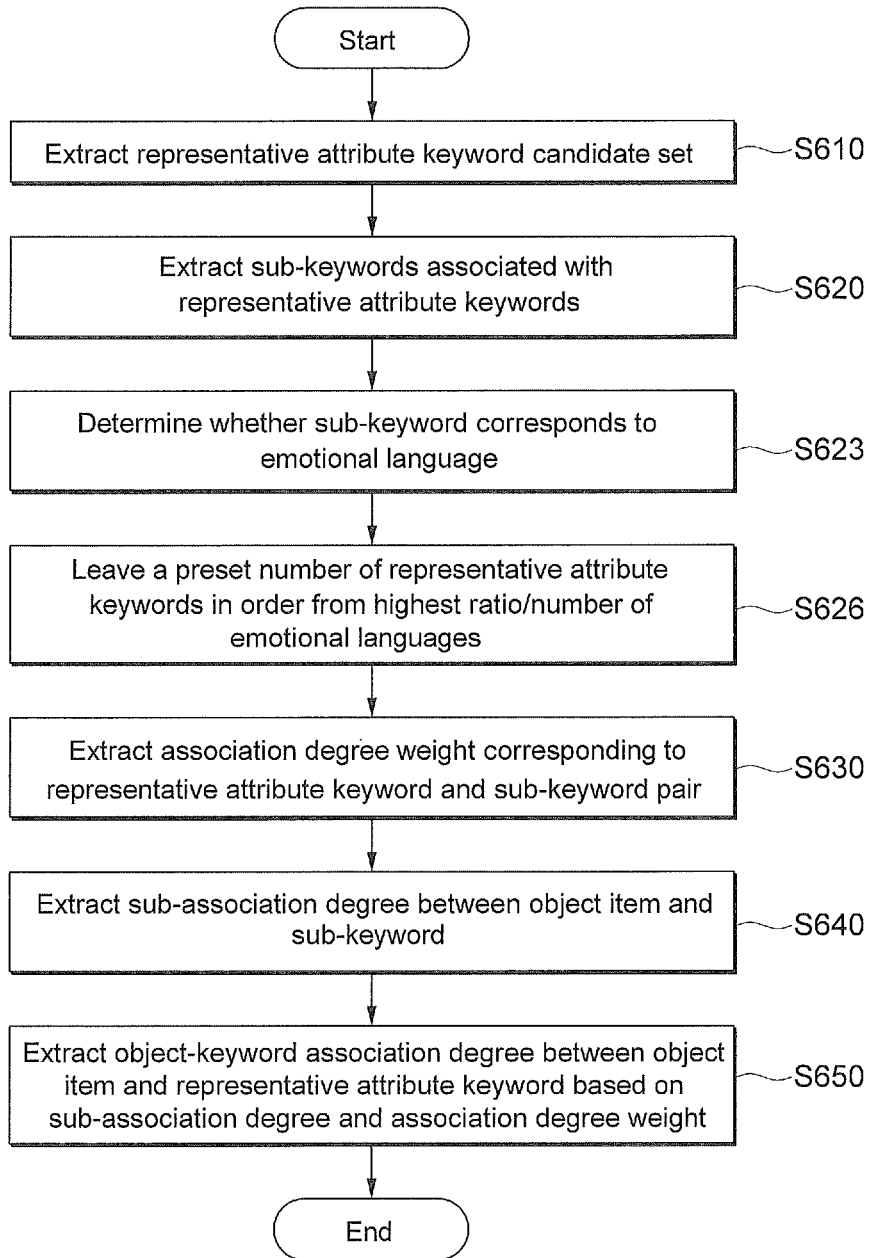 Start
Extract representative attribute keyword candidate set
S610
Extract sub-keywords associated with
representative attribute keywords
S620
Determine whether sub-keyword corresponds to
emotional language
S623
Leave a preset number of representative attribute
keywords in order from highest ratio/number of
emotional languages
S626
Extract association degree weight corresponding to
representative attribute keyword and sub-keyword pair
S630
Extract sub-association degree between object item and
sub-keyword
S640
Extract object-keyword association degree between object
item and representative attribute keyword based on
sub-association degree and association degree weight
S650
End